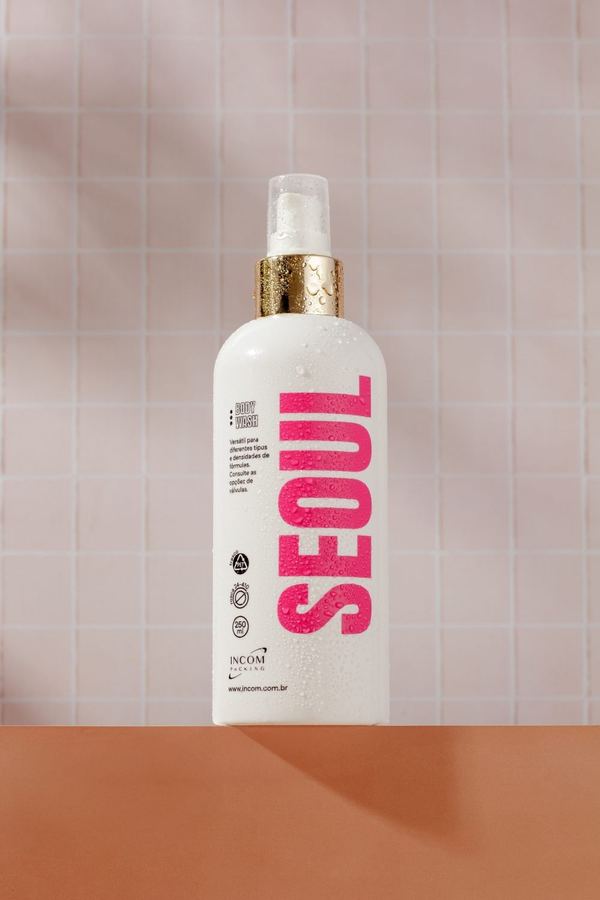 BODY
WASH
Versátil para
diferentes tipos
e densidades de
fórmulas.
Consulte as
opções de
válvulas.
250
ml
INCOM
PACKING
www.incom.com.br
SEOUL